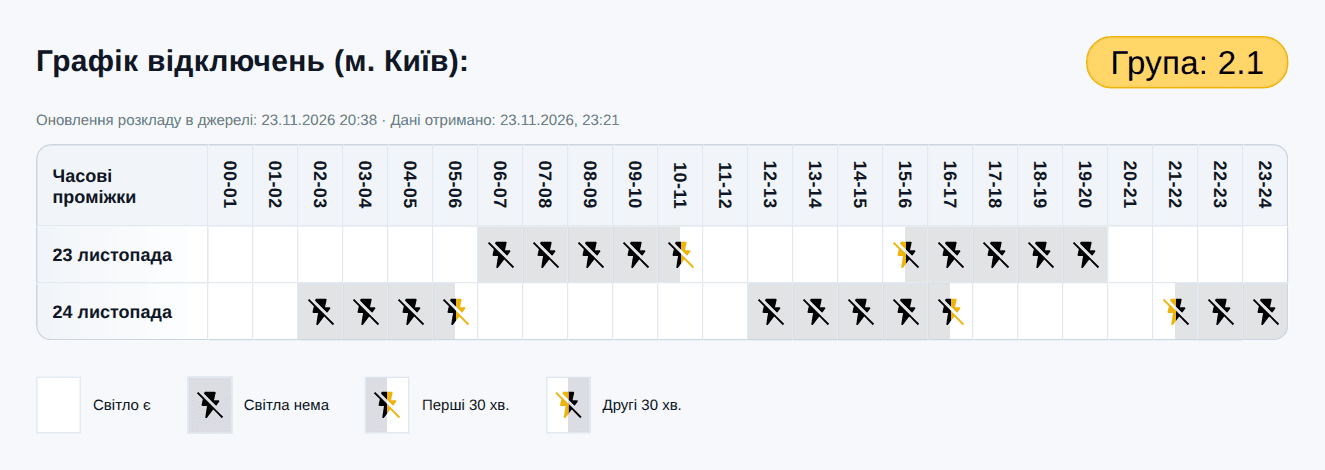 Графік відключень (м. Київ):
Група: 2.1
Оновлення розкладу в джерелі: 23.11.2026 20:38 · Дані отримано: 23.11.2026, 23:21
Часові
проміжки
00-01
01-02
02-03
03-04
04-05
05-06
06-07
07-08
08-09
09-10
10-11
11-12
12-13
13-14
14-15
15-16
16-17
17-18
18-19
19-20
20-21
21-22
22-23
23-24
23 листопада
24 листопада
Світло є
Світла нема
Перші 30 хв.
Другі 30 хв.